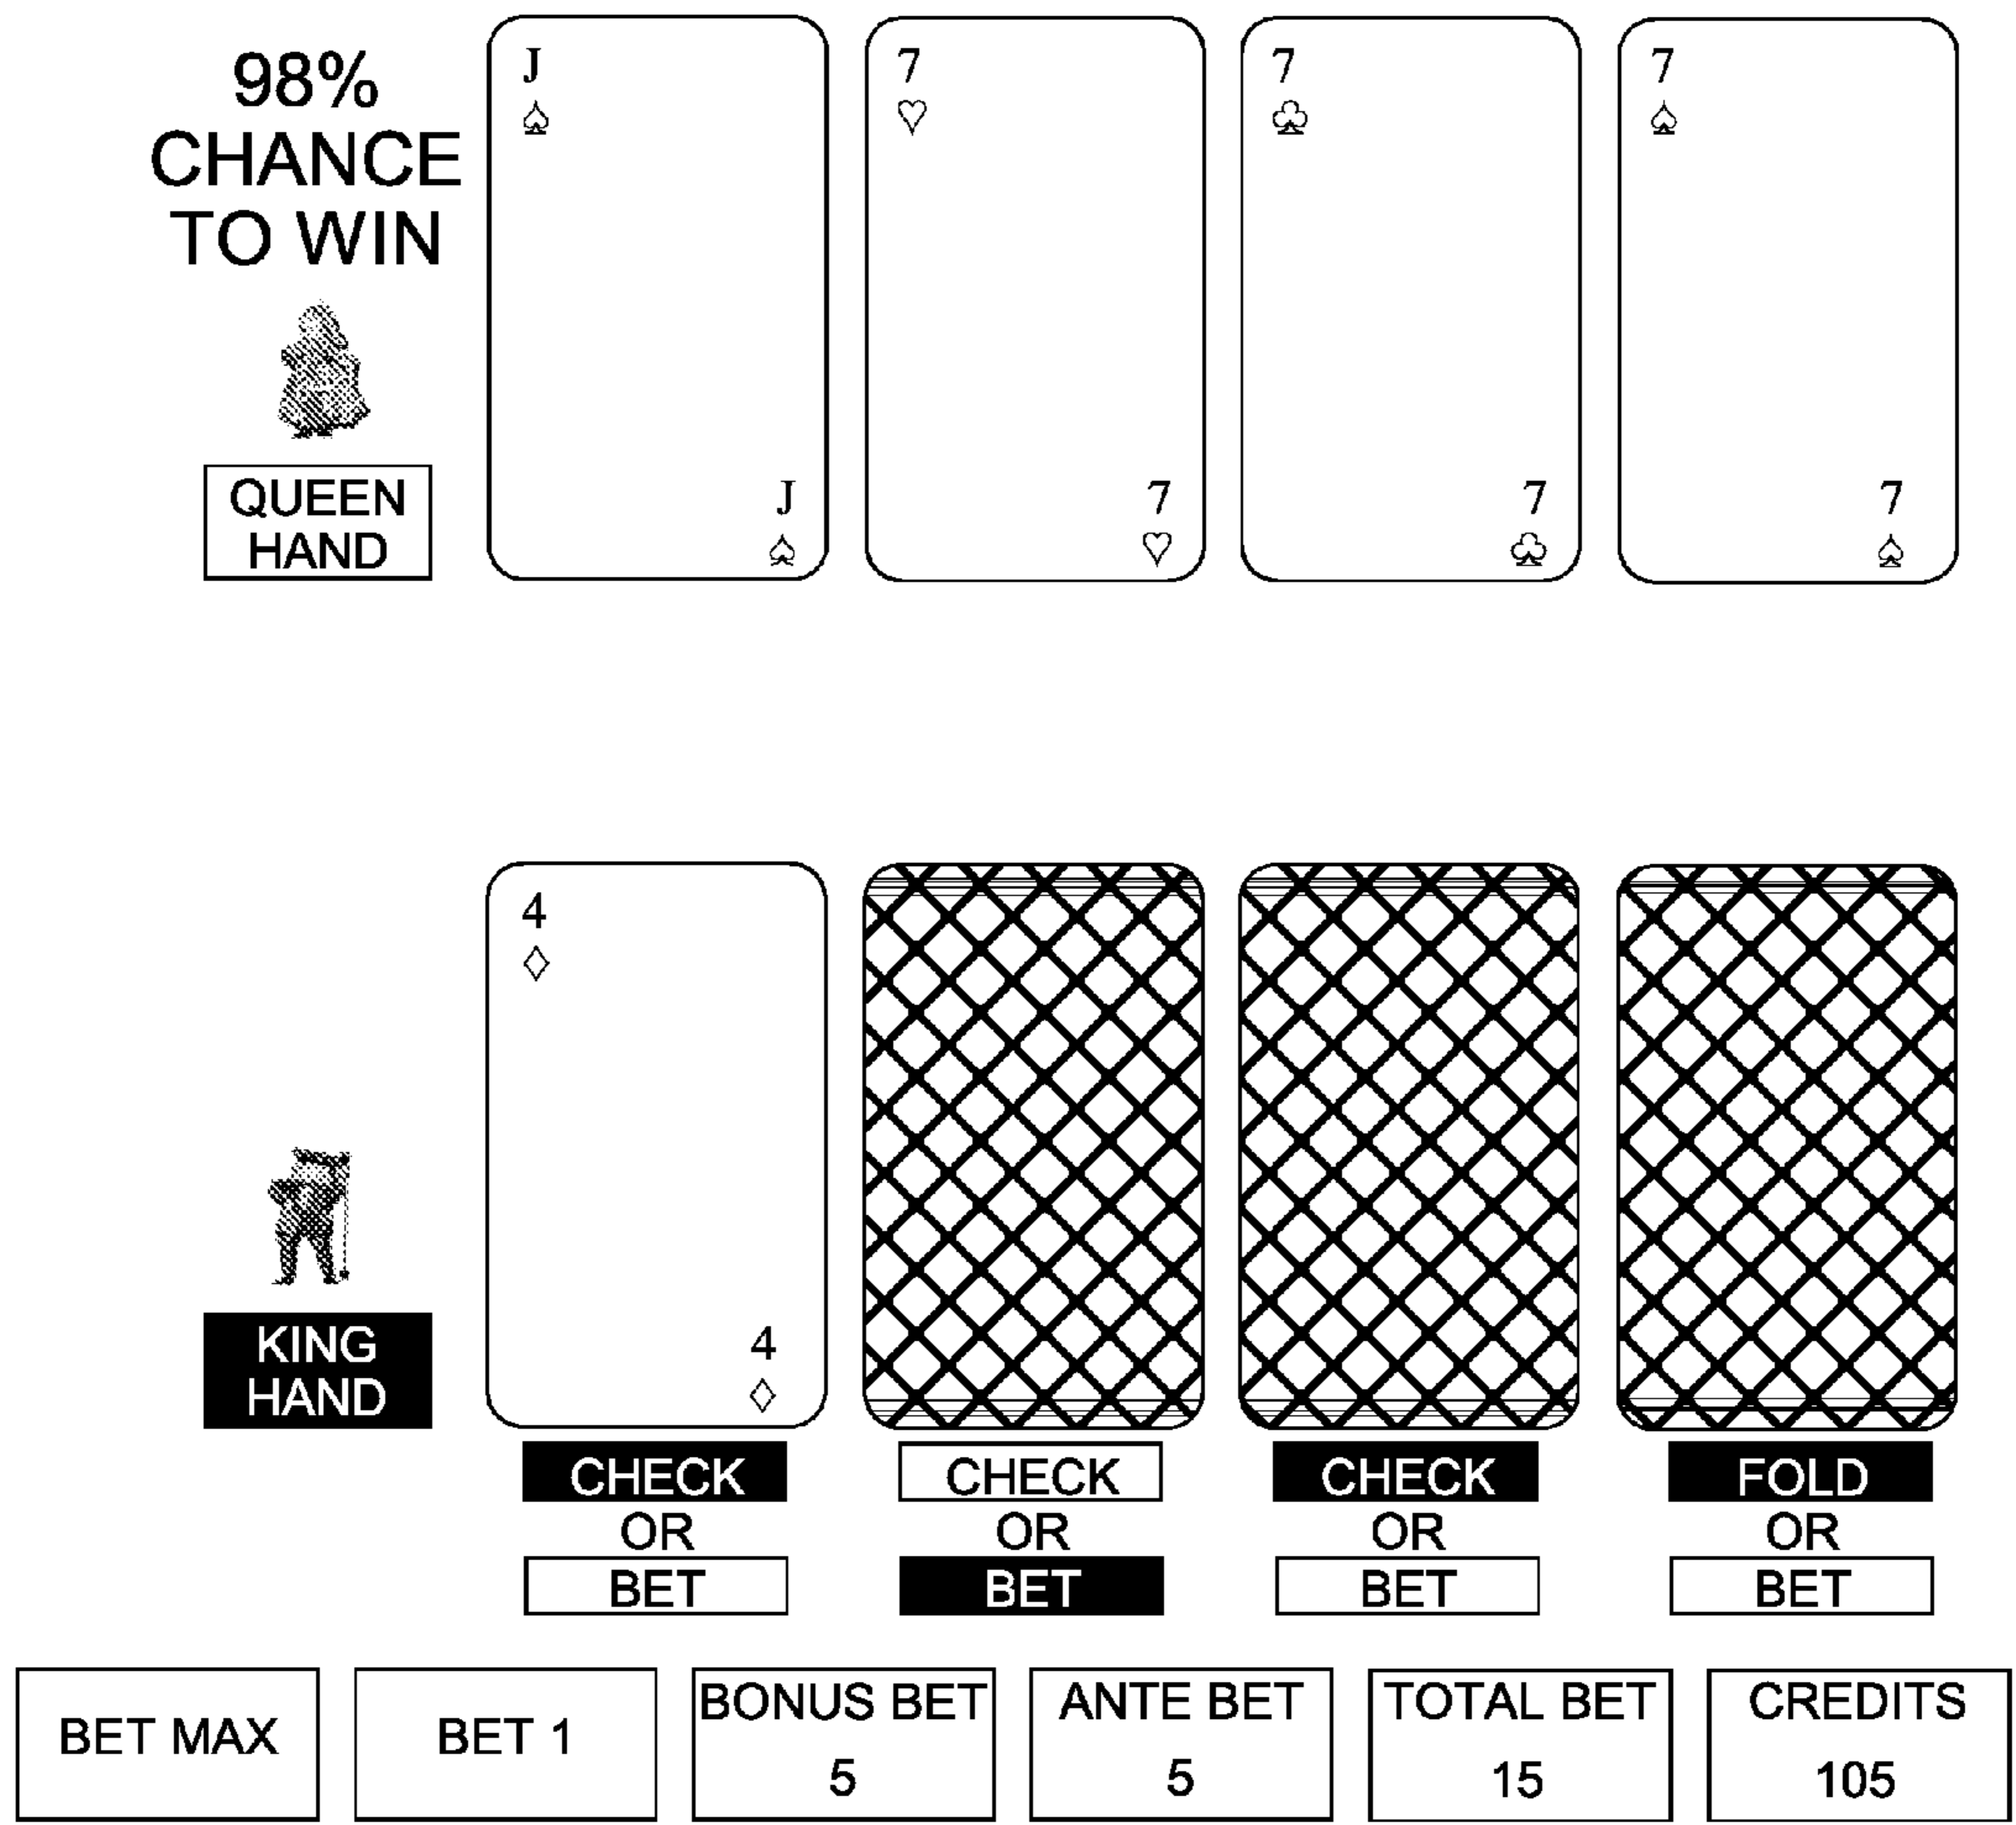 98%
CHANCE
TO WIN
QUEEN
HAND
J
♠
J
♠
7
♥
7
♥
7
♣
7
♣
7
♠
7
♠
KING
HAND
4
♦
4
♦
CHECK
OR
BET
CHECK
OR
BET
CHECK
OR
BET
FOLD
OR
BET
BET MAX
BET 1
BONUS BET
5
ANTE BET
5
TOTAL BET
15
CREDITS
105